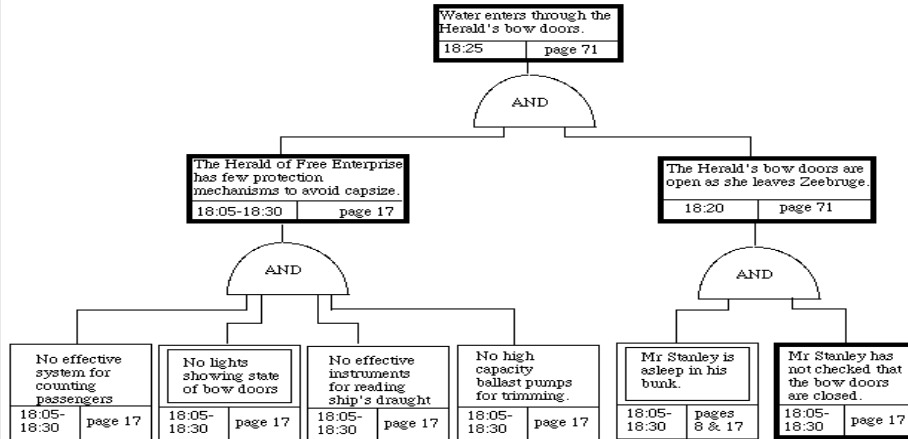 Water enters through the
Herald's bow doors.
18:25 page 71
AND
The Herald of Free Enterprise
has few protection
mechanisms to avoid capsize.
18:05-18:30 page 17
The Herald's bow doors are
open as she leaves Zeebruge.
18:20 page 71
AND
AND
No effective
system for
counting
passengers
18:05-
18:30
page 17
No lights
showing state
of bow doors
18:05-
18:30
page 17
No effective
instruments
for reading
ship's draught
18:05-
18:30
page 17
No high
capacity
ballast pumps
for trimming.
18:05-
18:30
page 17
Mr Stanley is
asleep in his
bunk.
18:05-
18:30
pages
8 & 17
Mr Stanley has
not checked that
the bow doors
are closed.
18:05-
18:30
page 17